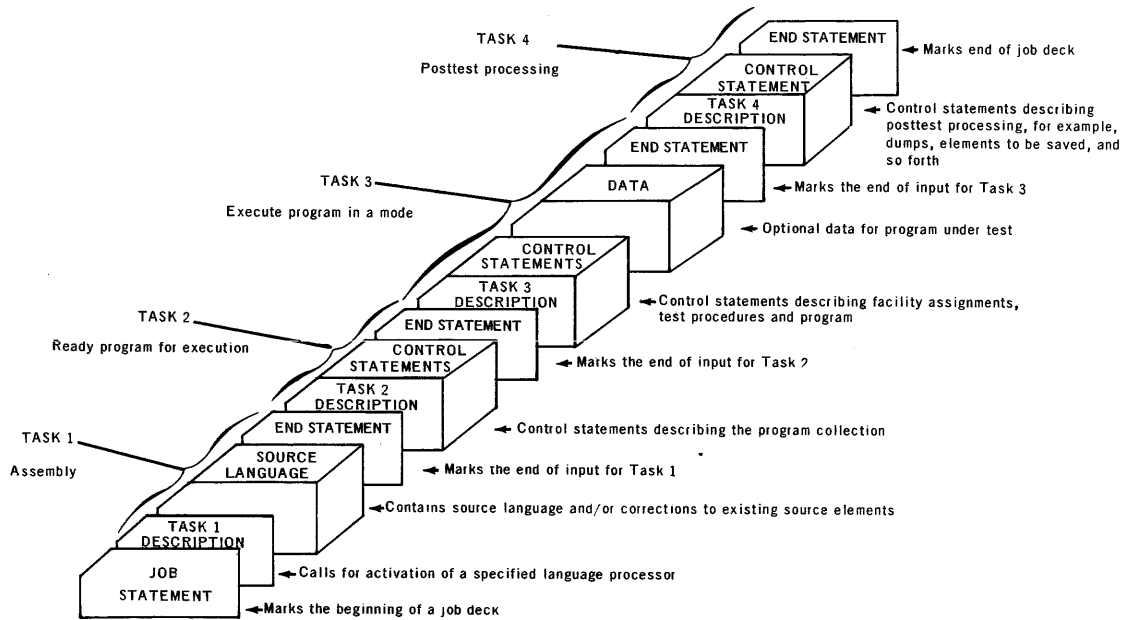 END STATEMENT
Marks end of job deck
TASK 4
Posttest processing
CONTROL
STATEMENT
TASK 4
DESCRIPTION
Control statements describing
posttest processing, for example,
dumps, elements to be saved, and
so forth
END STATEMENT
Marks the end of input for Task 3
TASK 3
Execute program in a mode
DATA
Optional data for program under test
CONTROL
STATEMENTS
TASK 3
DESCRIPTION
Control statements describing facility assignments,
test procedures and program
END STATEMENT
Marks the end of input for Task 2
TASK 2
Ready program for execution
CONTROL
STATEMENTS
TASK 2
DESCRIPTION
Control statements describing the program collection
END STATEMENT
Marks the end of input for Task 1
TASK 1
Assembly
SOURCE
LANGUAGE
Contains source language and/or corrections to existing source elements
TASK 1
DESCRIPTION
Calls for activation of a specified language processor
JOB
STATEMENT
Marks the beginning of a job deck